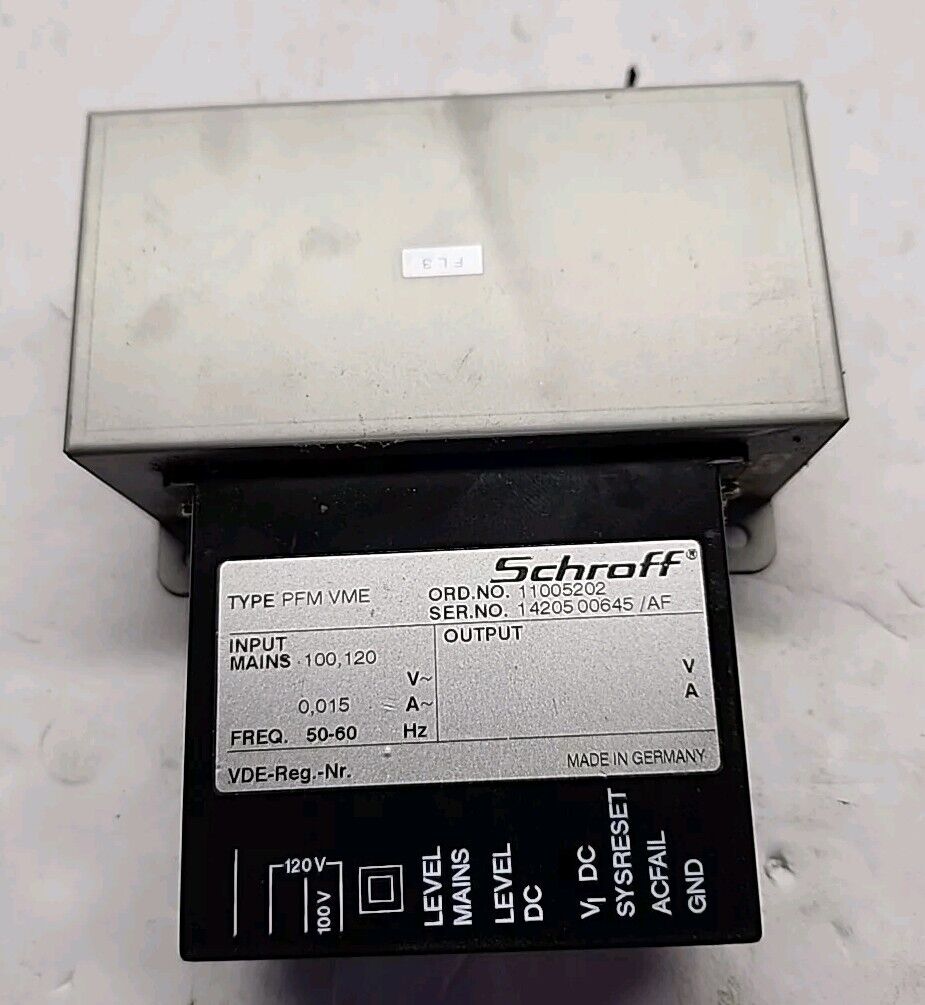 FL3
Schroff®
TYPE PFM VME
ORD.NO. 11005202
SER.NO. 14205 00645 /AF
INPUT
MAINS 100,120
V~
0,015 A~
FREQ. 50-60 Hz
OUTPUT
V
A
VDE-Reg.-Nr.
MADE IN GERMANY
120V
100V
LEVEL
MAINS
LEVEL
DC
VI DC
SYSRESET
ACFAIL
GND